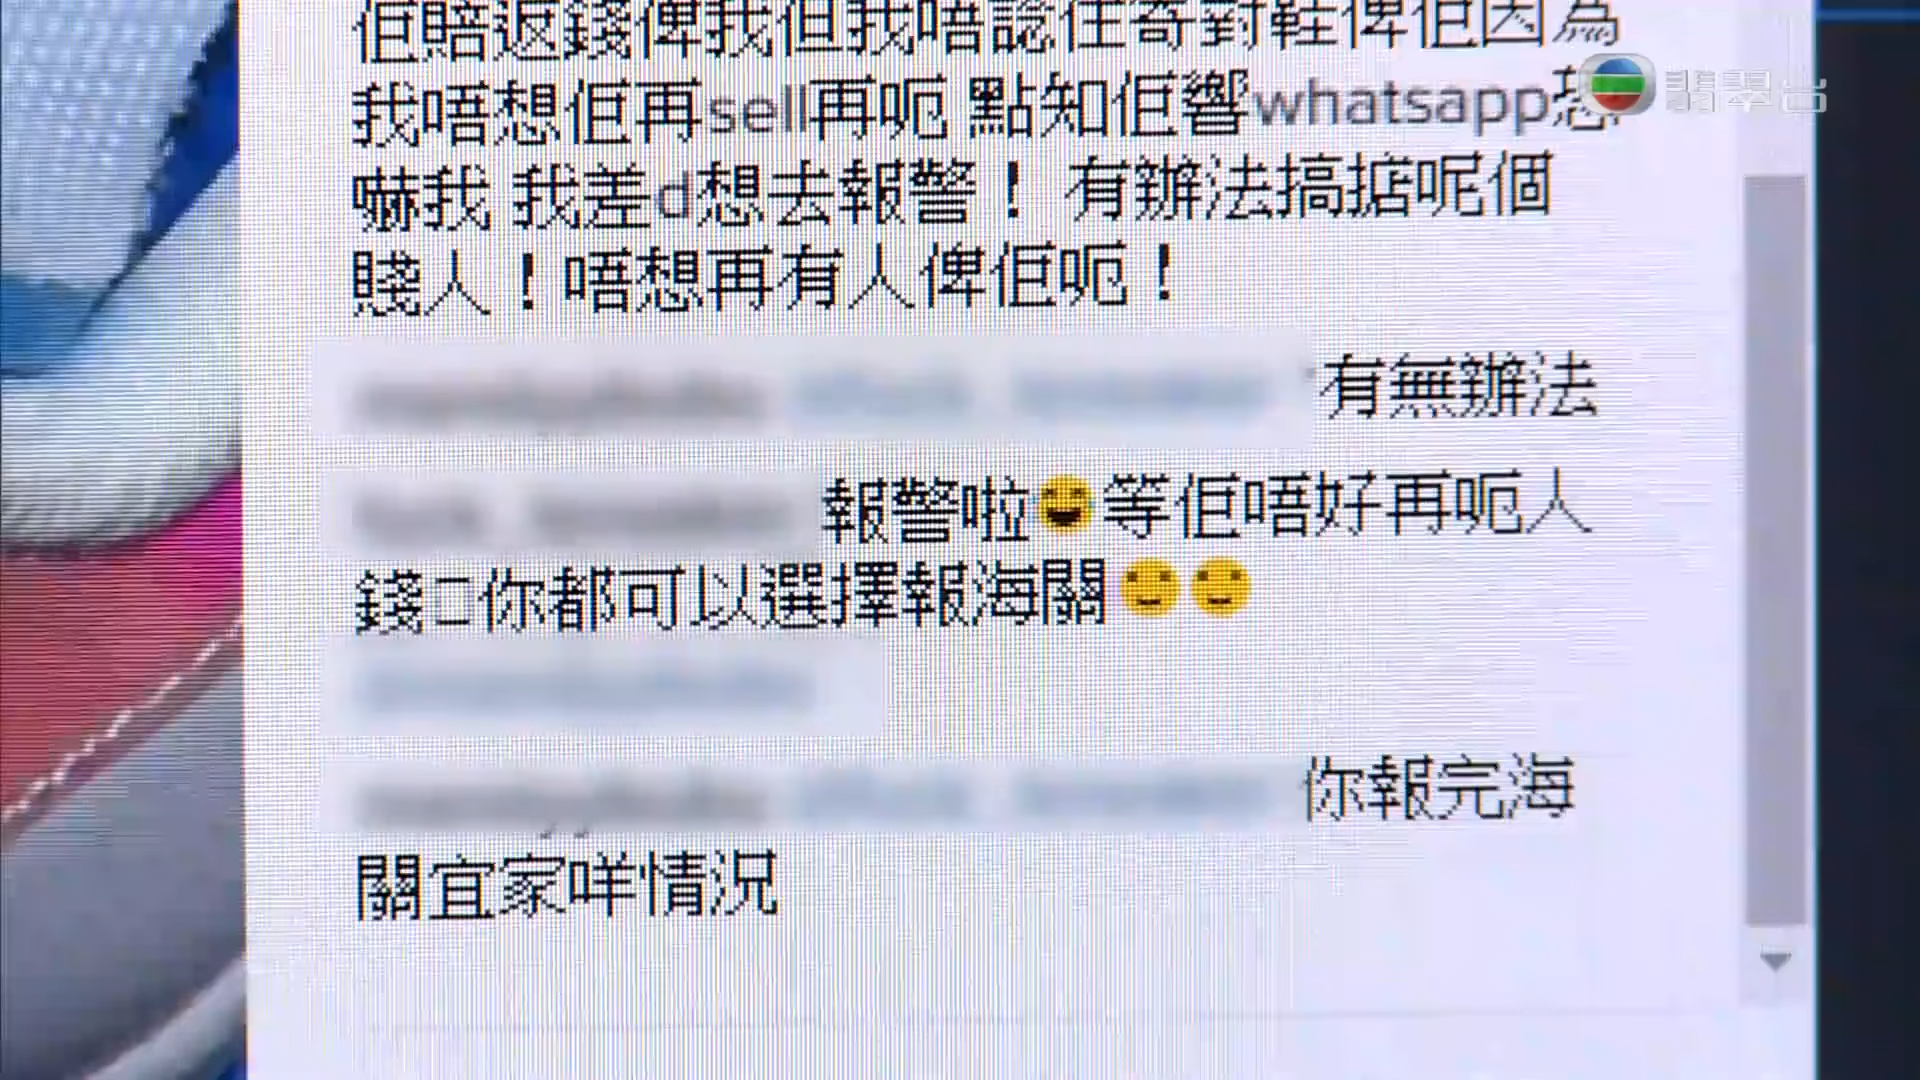 佢賠返錢俾我但我唔認住寄對鞋俾佢因為
翡翠台
我唔想佢再sell再呃 點知佢響whatsapp恐
嚇我 我差d想去報警！ 有辦法搞掂呢個
賤人！唔想再有人俾佢呃！
有無辦法
報警啦😄等佢唔好再呃人
錢□你都可以選擇報海關🙂🙂
你報完海
關宜家咩情況